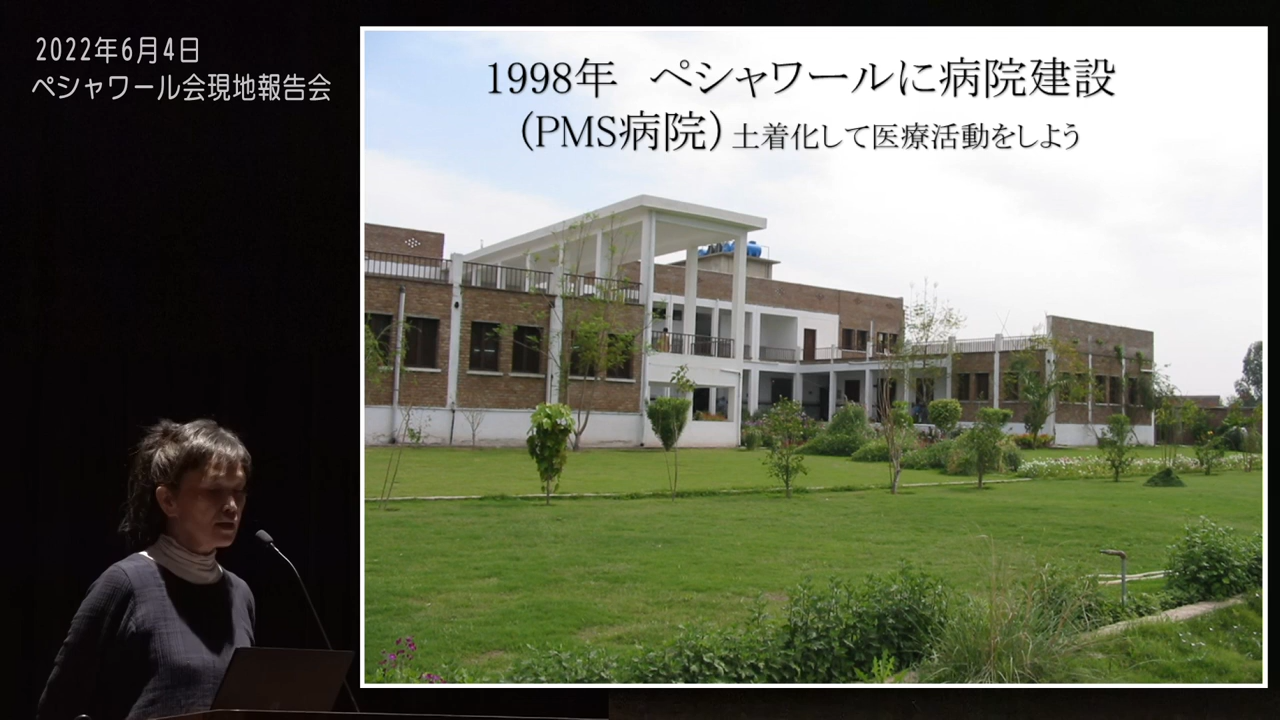 2022年6月4日
ペシャワール会現地報告会
1998年　ペシャワールに病院建設
（PMS病院）土着化して医療活動をしよう